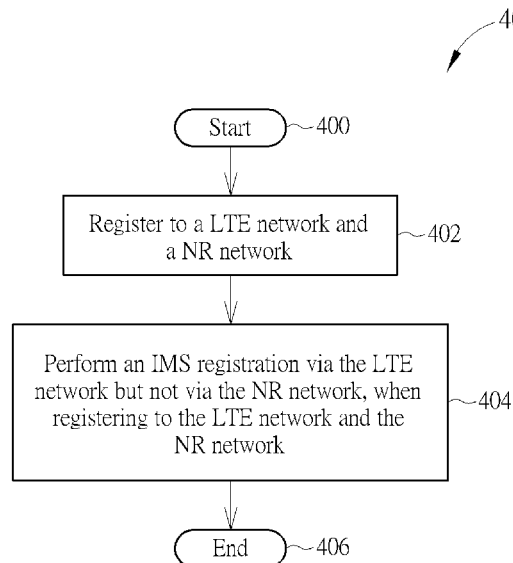 Start
400
Register to a LTE network and
a NR network
402
Perform an IMS registration via the LTE
network but not via the NR network, when
registering to the LTE network and the
NR network
404
End
406